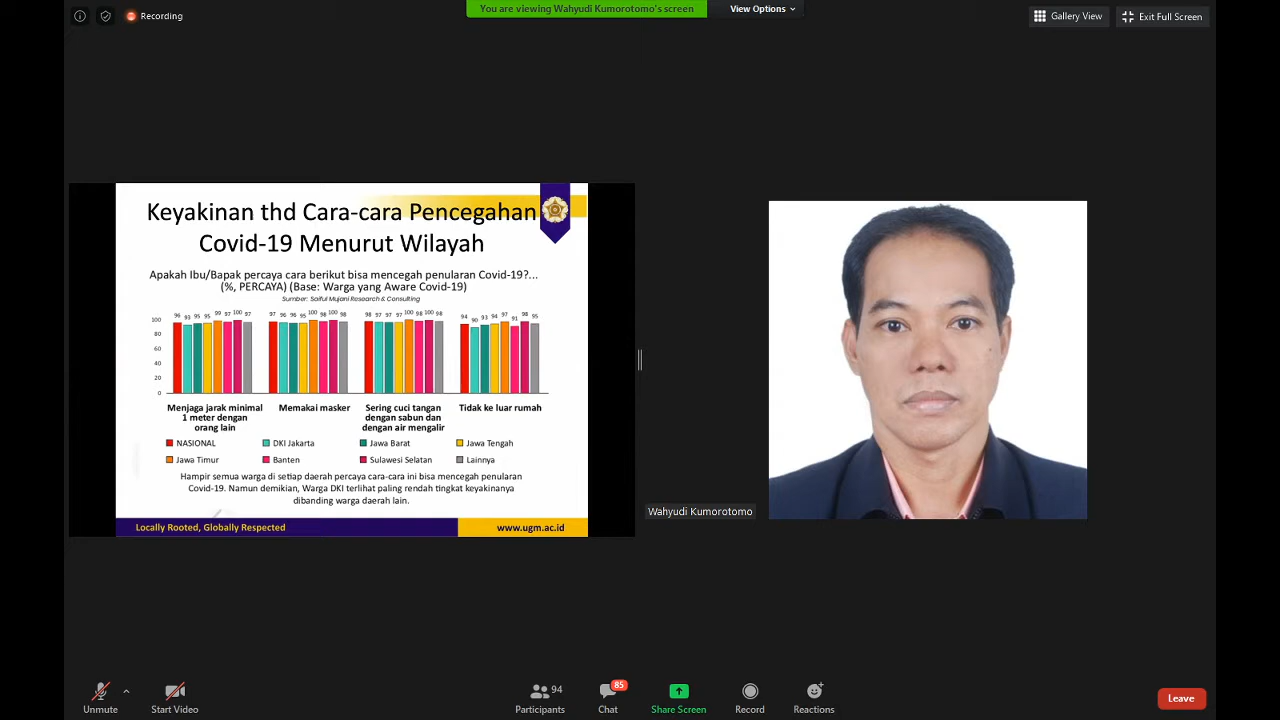 Recording
You are viewing Wahyudi Kumorotomo's screen
View Options
Gallery View
Exit Full Screen
Keyakinan thd Cara-cara Pencegahan
Covid-19 Menurut Wilayah
Apakah Ibu/Bapak percaya cara berikut bisa mencegah penularan Covid-19?...
(%, PERCAYA) (Base: Warga yang Aware Covid-19)
Sumber: Saiful Mujani Research & Consulting
96 93 95 95 99 97 100 97
97 96 96 95 100 98 100 98
98 97 97 97 100 98 100 98
94 90 93 94 97 91 98 95
100
80
60
40
20
0
Menjaga jarak minimal
1 meter dengan
orang lain
Memakai masker
Sering cuci tangan
dengan sabun dan
dengan air mengalir
Tidak ke luar rumah
NASIONAL DKI Jakarta Jawa Barat Jawa Tengah
Jawa Timur Banten Sulawesi Selatan Lainnya
Hampir semua warga di setiap daerah percaya cara-cara ini bisa mencegah penularan
Covid-19. Namun demikian, Warga DKI terlihat paling rendah tingkat keyakinanya
dibanding warga daerah lain.
Locally Rooted, Globally Respected
www.ugm.ac.id
Wahyudi Kumorotomo
Unmute
Start Video
94
Participants
85
Chat
Share Screen
Record
Reactions
Leave